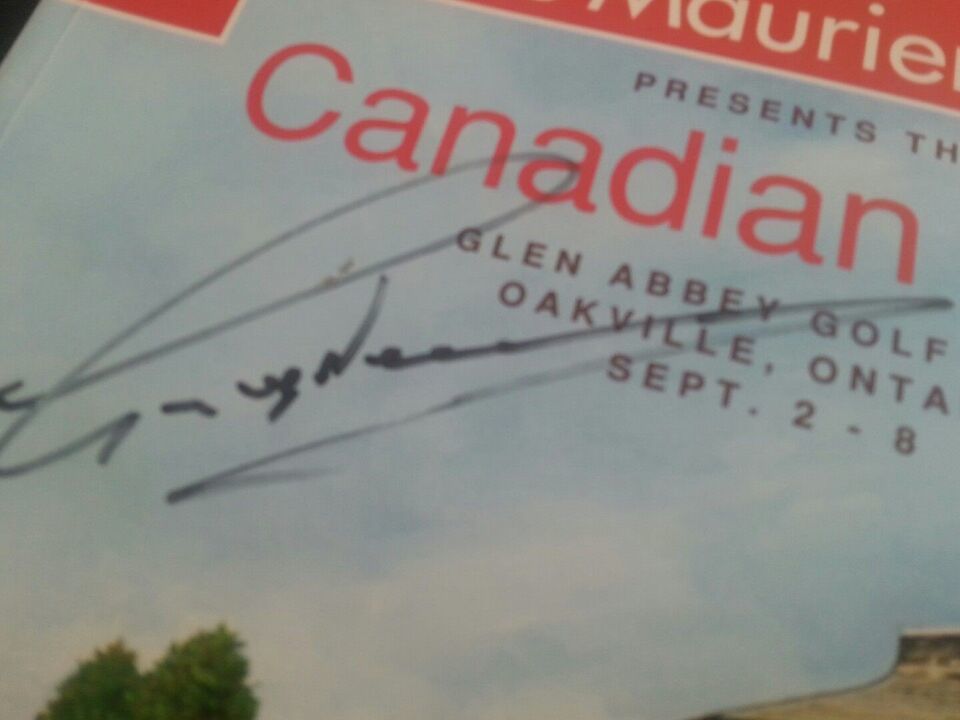 Maurier
PRESENTS TH
Canadian
GLEN ABBEY GOLF
OAKVILLE, ONTA
SEPT. 2 - 8